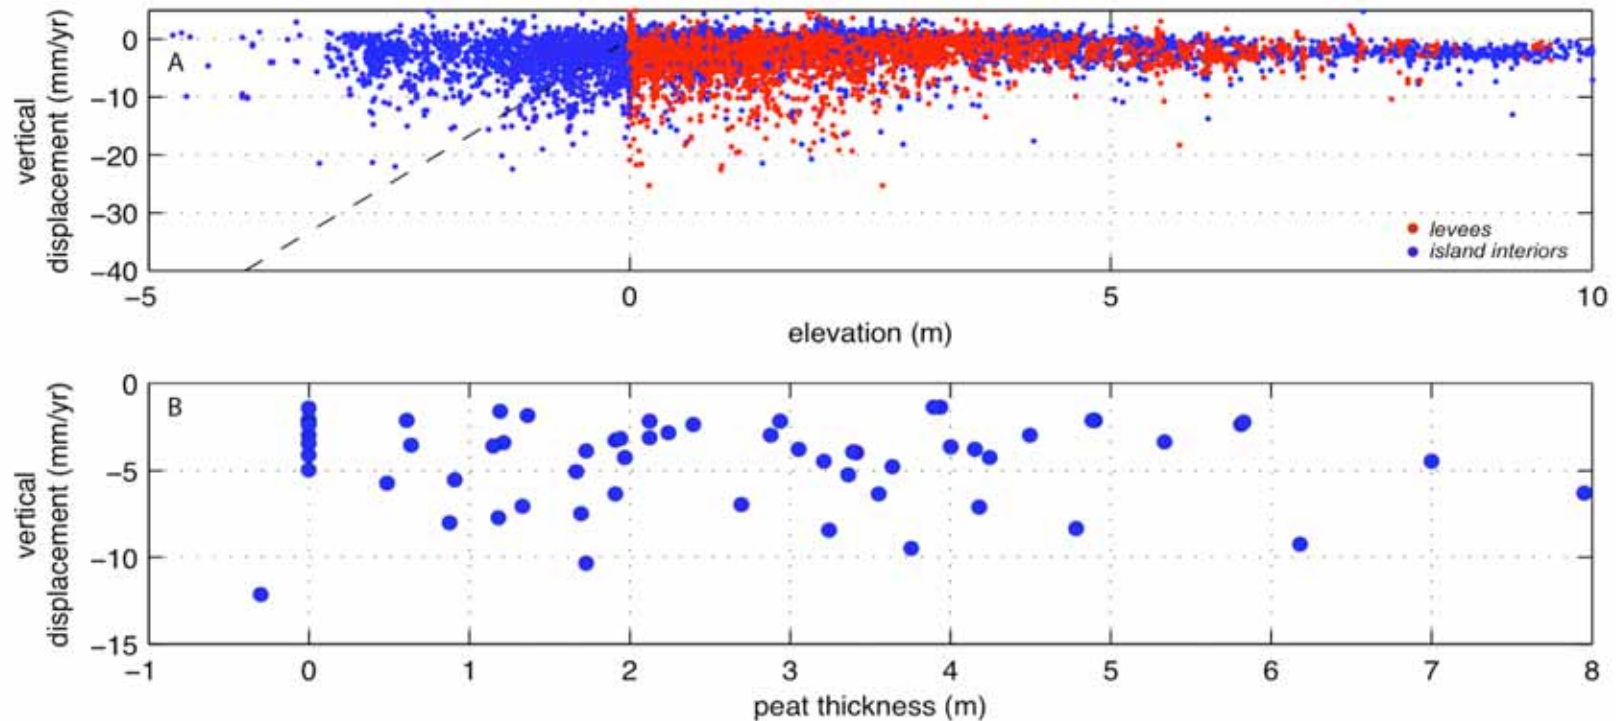 A
vertical
displacement (mm/yr)
0
−10
−20
−30
−40
−5
0
5
10
elevation (m)
levees
island interiors
B
vertical
displacement (mm/yr)
0
−5
−10
−15
−1
0
1
2
3
4
5
6
7
8
peat thickness (m)